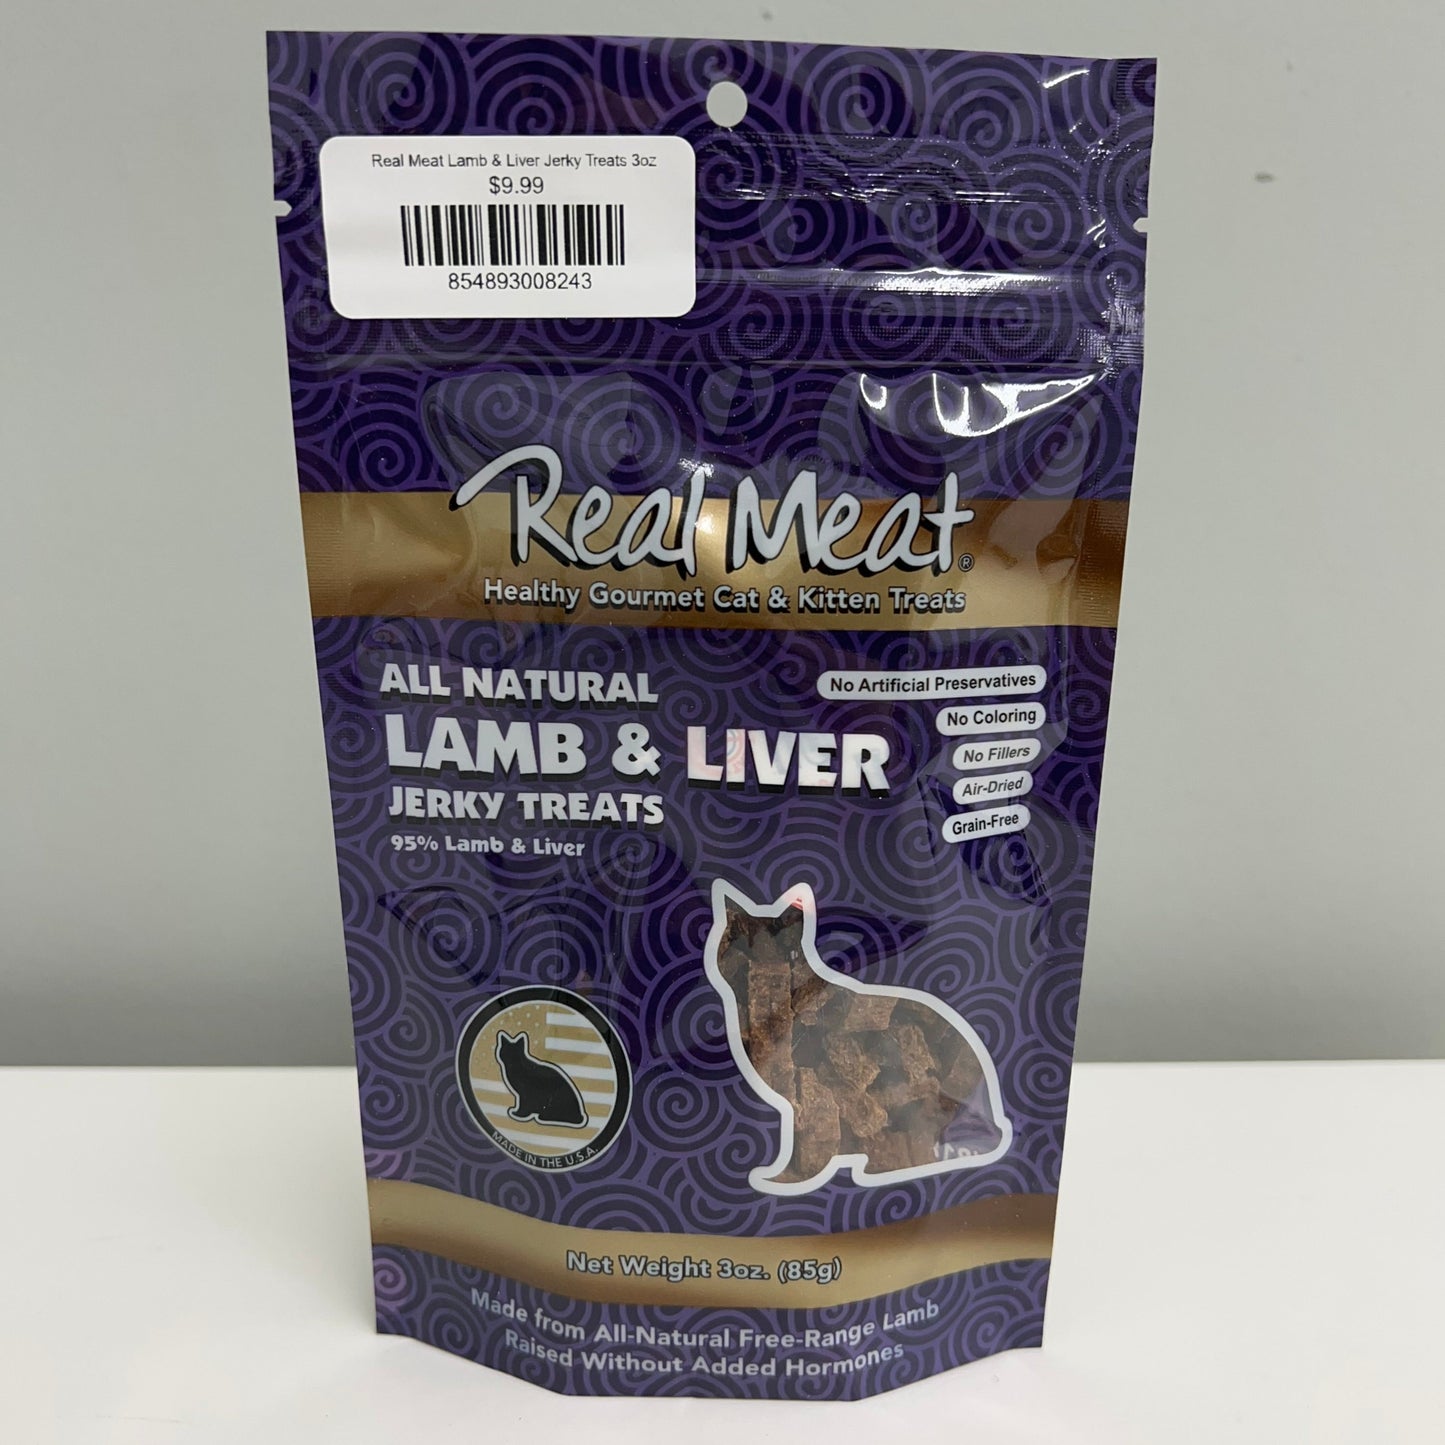 Real Meat Lamb & Liver Jerky Treats 3oz
$9.99
854893008243
Real Meat®
Healthy Gourmet Cat & Kitten Treats
ALL NATURAL
LAMB & LIVER
JERKY TREATS
95% Lamb & Liver
No Artificial Preservatives
No Coloring
No Fillers
Air-Dried
Grain-Free
MADE IN THE U.S.A.
Net Weight 3oz. (85g)
Made from All-Natural Free-Range Lamb
Raised Without Added Hormones